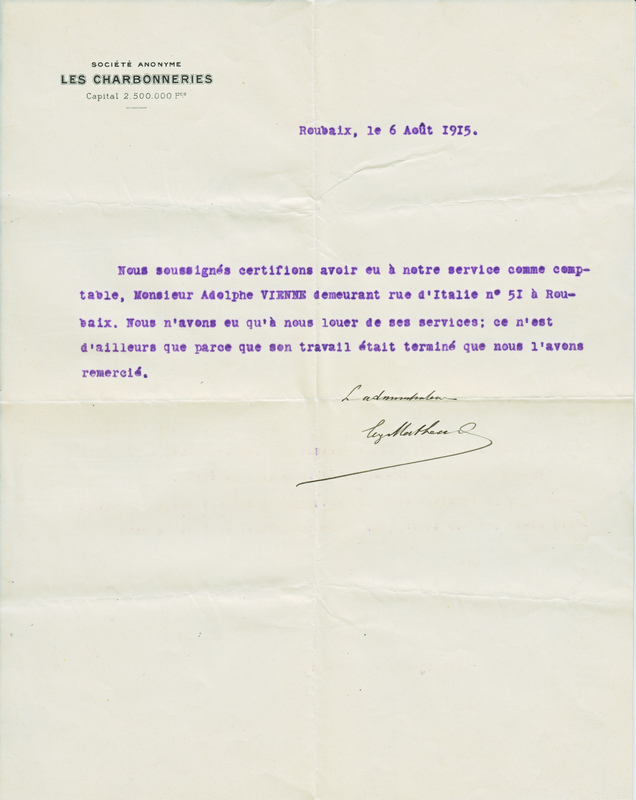 SOCIÉTÉ ANONYME
LES CHARBONNERIES
Capital 2.500.000 Frs
Roubaix, le 6 Août 1915.
Nous soussignés certifions avoir eu à notre service comme comp-
table, Monsieur Adolphe VIENNE demeurant rue d'Italie n° 51 à Rou-
baix. Nous n'avons eu qu'à nous louer de ses services; ce n'est
d'ailleurs que parce que son travail était terminé que nous l'avons
remercié.
L'administrateur